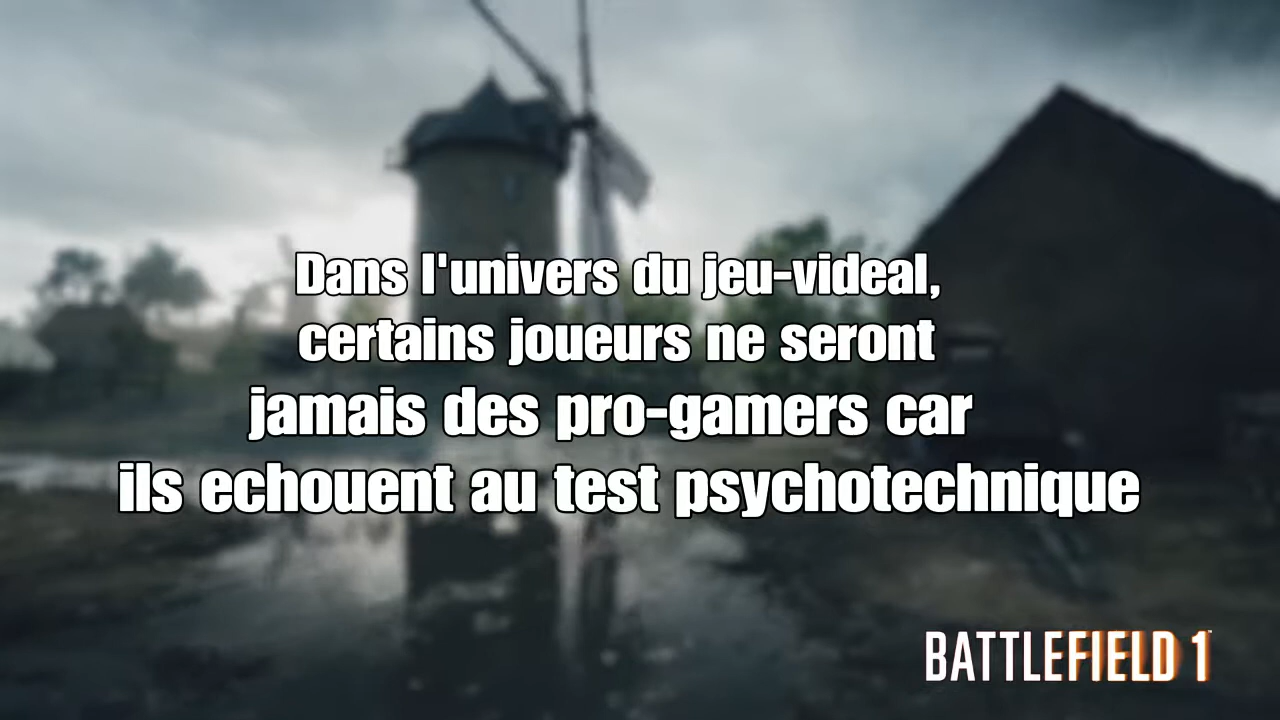 Dans l'univers du jeu-videal,
certains joueurs ne seront
jamais des pro-gamers car
ils echouent au test psychotechnique
BATTLEFIELD 1™